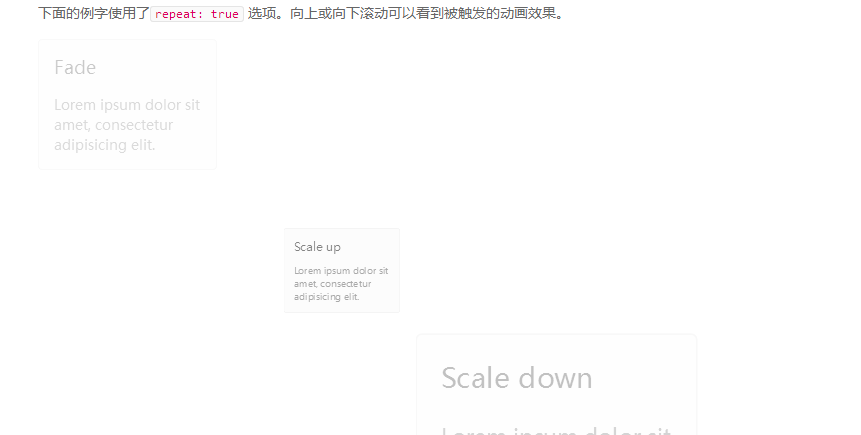 下面的例字使用了 repeat: true 选项。向上或向下滚动可以看到被触发的动画效果。
Fade
Lorem ipsum dolor sit
amet, consectetur
adipisicing elit.
Scale up
Lorem ipsum dolor sit
amet, consectetur
adipisicing elit.
Scale down
Lorem ipsum dolor sit